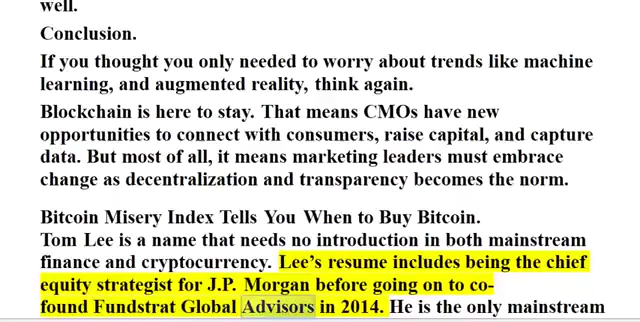 well.
Conclusion.
If you thought you only needed to worry about trends like machine
learning, and augmented reality, think again.
Blockchain is here to stay. That means CMOs have new
opportunities to connect with consumers, raise capital, and capture
data. But most of all, it means marketing leaders must embrace
change as decentralization and transparency becomes the norm.
Bitcoin Misery Index Tells You When to Buy Bitcoin.
Tom Lee is a name that needs no introduction in both mainstream
finance and cryptocurrency. Lee’s resume includes being the chief
equity strategist for J.P. Morgan before going on to co-
found Fundstrat Global Advisors in 2014. He is the only mainstream